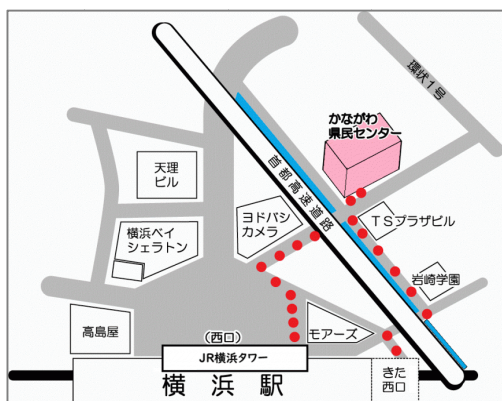 環状1号
かながわ
県民センター
首都高速道路
天理
ビル
ヨドバシ
カメラ
TSプラザビル
横浜ベイ
シェラトン
岩崎学園
高島屋
(西口)
モアーズ
JR横浜タワー
横浜駅
きた
西口